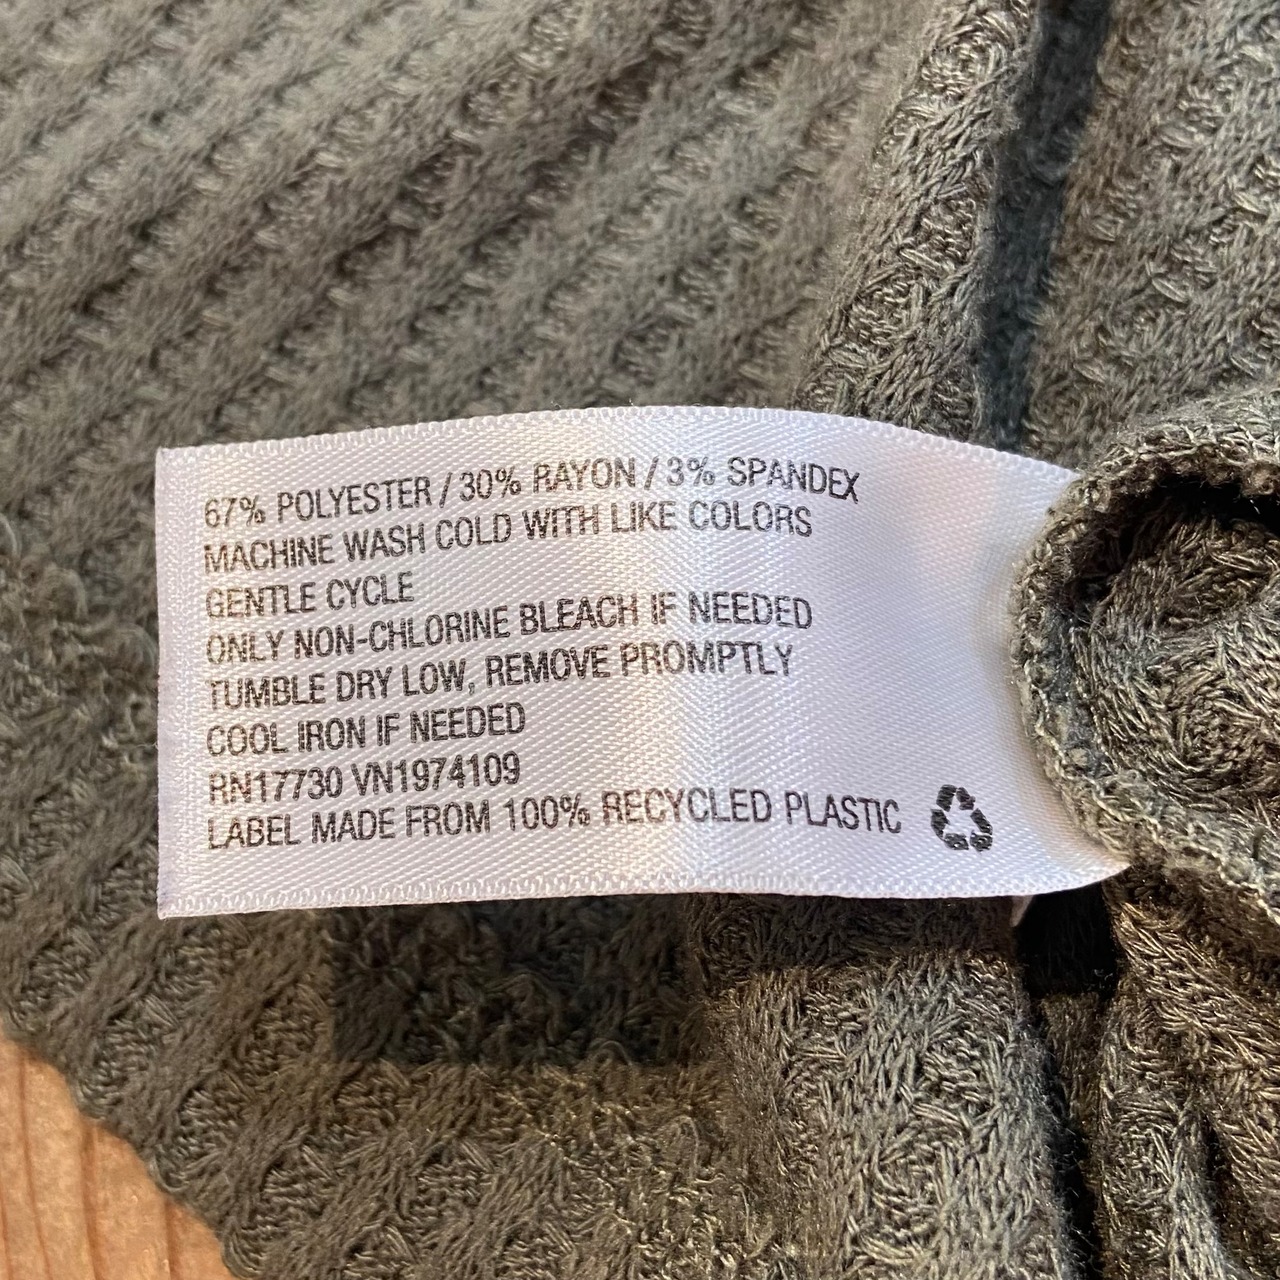 67% POLYESTER / 30% RAYON / 3% SPANDEX
MACHINE WASH COLD WITH LIKE COLORS
GENTLE CYCLE
ONLY NON-CHLORINE BLEACH IF NEEDED
TUMBLE DRY LOW, REMOVE PROMPTLY
COOL IRON IF NEEDED
RN17730 VN1974109
LABEL MADE FROM 100% RECYCLED PLASTIC